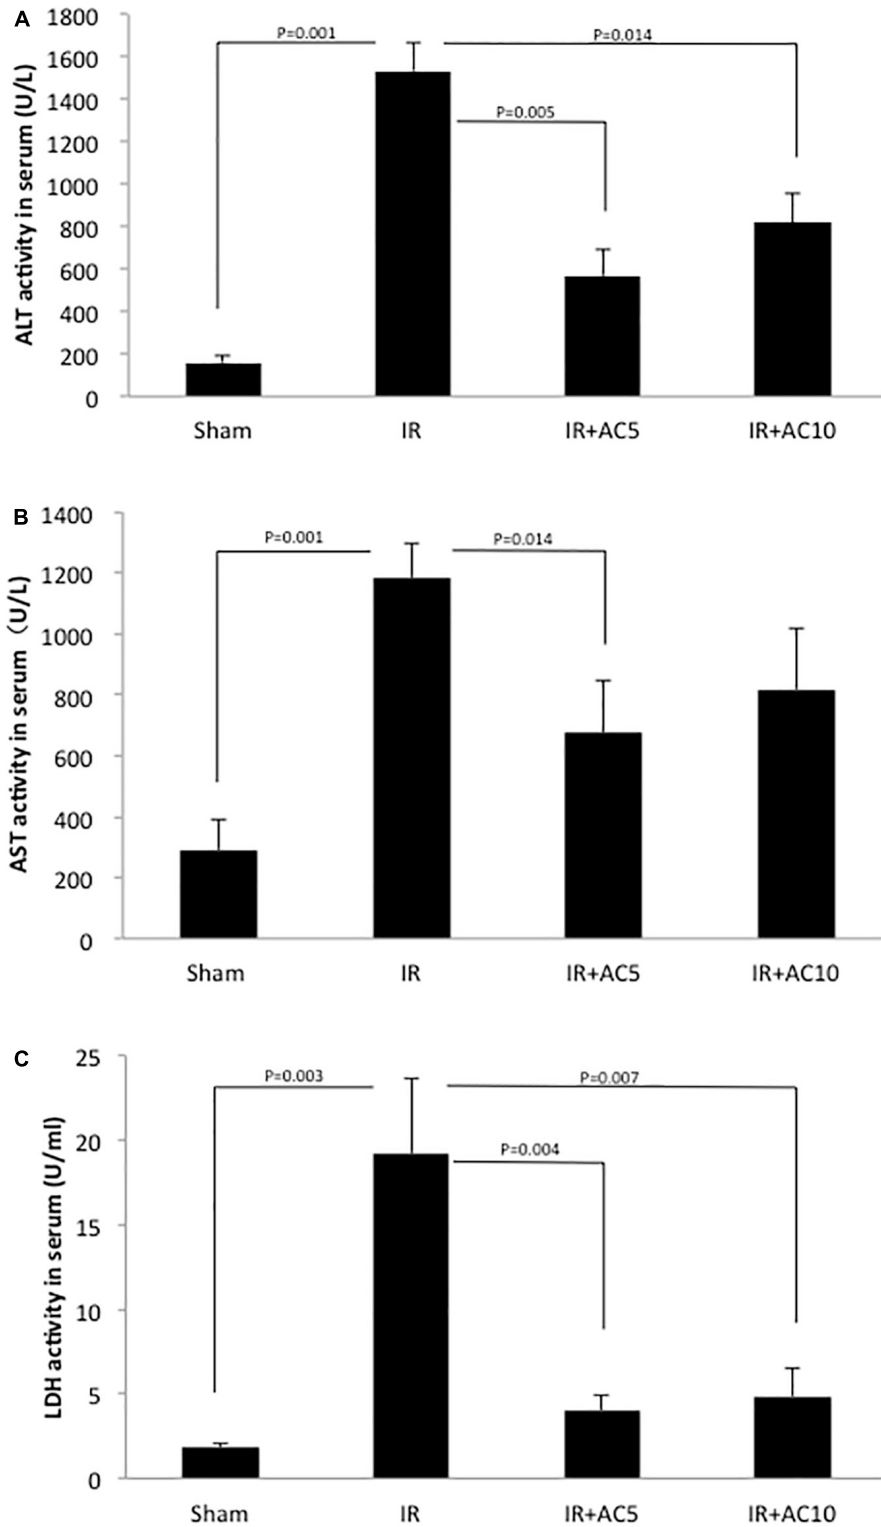 A
ALT activity in serum (U/L)
1800
1600
1400
1200
1000
800
600
400
200
0
P=0.001
P=0.014
P=0.005
Sham IR IR+AC5 IR+AC10
B
AST activity in serum（U/L)
1400
1200
1000
800
600
400
200
0
P=0.001
P=0.014
Sham IR IR+AC5 IR+AC10
C
LDH activity in serum (U/ml)
25
20
15
10
5
0
P=0.003
P=0.007
P=0.004
Sham IR IR+AC5 IR+AC10